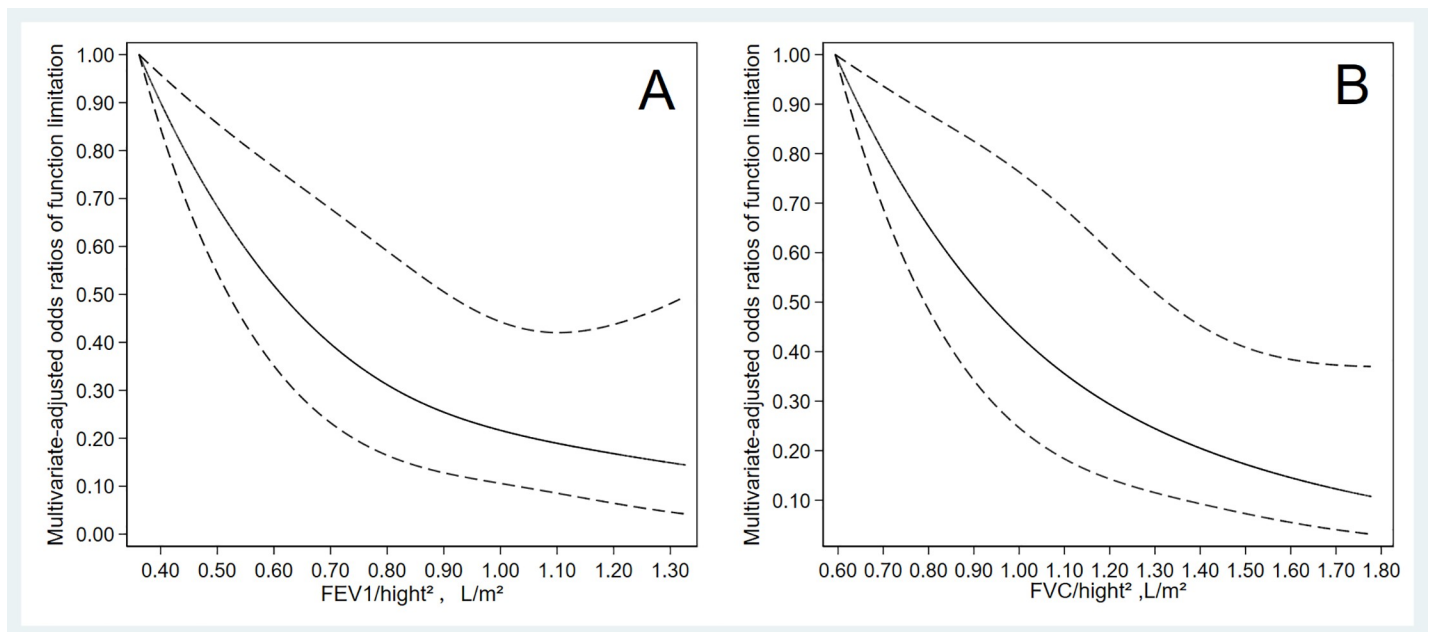 A
Multivariate-adjusted odds ratios of function limitation
1.00
0.90
0.80
0.70
0.60
0.50
0.40
0.30
0.20
0.10
0.00
0.40 0.50 0.60 0.70 0.80 0.90 1.00 1.10 1.20 1.30
FEV1/hight² , L/m²
B
Multivariate-adjusted odds ratios of function limitation
1.00
0.90
0.80
0.70
0.60
0.50
0.40
0.30
0.20
0.10
0.60 0.70 0.80 0.90 1.00 1.10 1.20 1.30 1.40 1.50 1.60 1.70 1.80
FVC/hight² ,L/m²